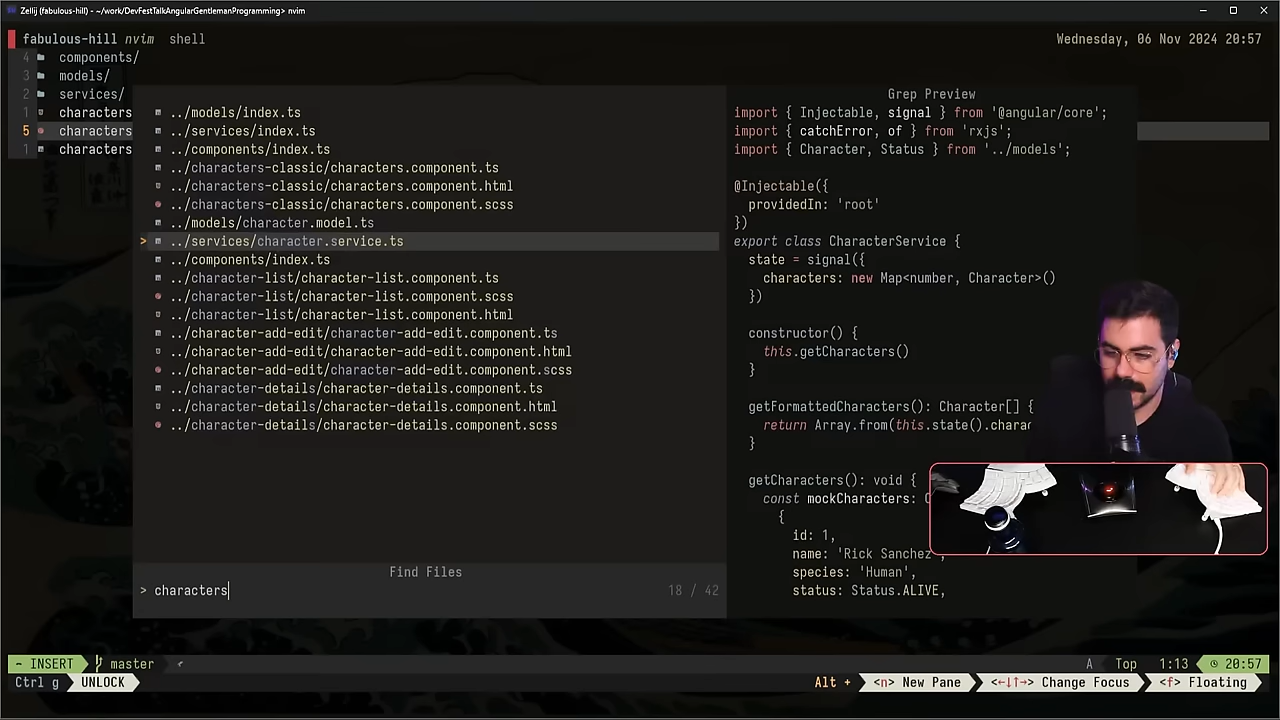 Zellij (fabulous-hill) - ~/work/DevFestTalkAngularGentlemanProgramming> nvim
fabulous-hill nvim shell
Wednesday, 06 Nov 2024 20:57
4 components/
3 models/
2 services/
1 characters
5 characters
1 characters
../models/index.ts
../services/index.ts
../components/index.ts
../characters-classic/characters.component.ts
../characters-classic/characters.component.html
../characters-classic/characters.component.scss
../models/character.model.ts
> ../services/character.service.ts
../components/index.ts
../character-list/character-list.component.ts
../character-list/character-list.component.scss
../character-list/character-list.component.html
../character-add-edit/character-add-edit.component.ts
../character-add-edit/character-add-edit.component.html
../character-add-edit/character-add-edit.component.scss
../character-details/character-details.component.ts
../character-details/character-details.component.html
../character-details/character-details.component.scss
Find Files
> characters
18 / 42
Grep Preview
import { Injectable, signal } from '@angular/core';
import { catchError, of } from 'rxjs';
import { Character, Status } from '../models';
@Injectable({
providedIn: 'root'
})
export class CharacterService {
state = signal({
characters: new Map<number, Character>()
})
constructor() {
this.getCharacters()
}
getFormattedCharacters(): Character[] {
return Array.from(this.state().charac
}
getCharacters(): void {
const mockCharacters: C
{
id: 1,
name: 'Rick Sanchez'
species: 'Human',
status: Status.ALIVE,
- INSERT master < A Top 1:13 20:57
Ctrl g UNLOCK Alt + <n> New Pane <←↓↑→> Change Focus <f> Floating